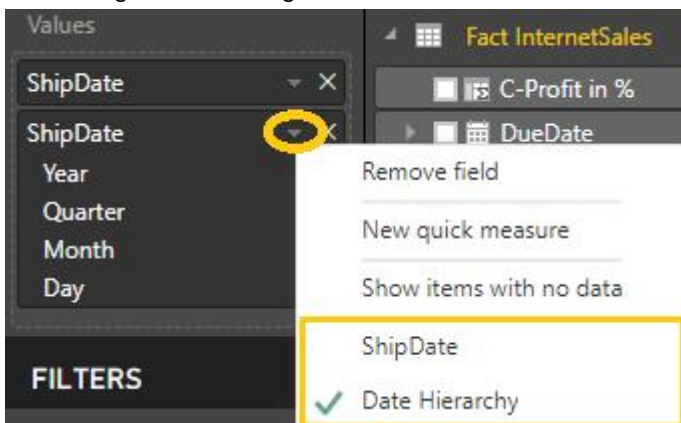 Values
ShipDate
ShipDate
Year
Quarter
Month
Day
FILTERS
Fact InternetSales
C-Profit in %
DueDate
Remove field
New quick measure
Show items with no data
ShipDate
Date Hierarchy